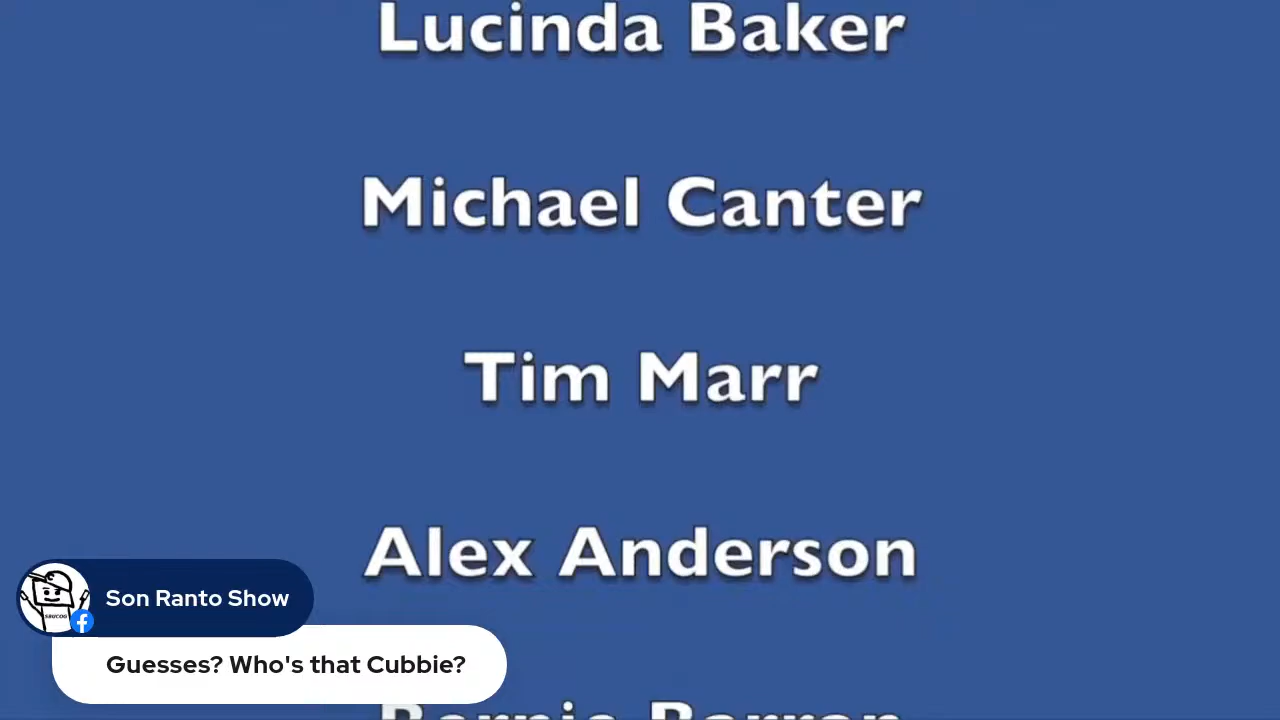 Lucinda Baker
Michael Canter
Tim Marr
Alex Anderson
Son Ranto Show
Guesses? Who's that Cubbie?